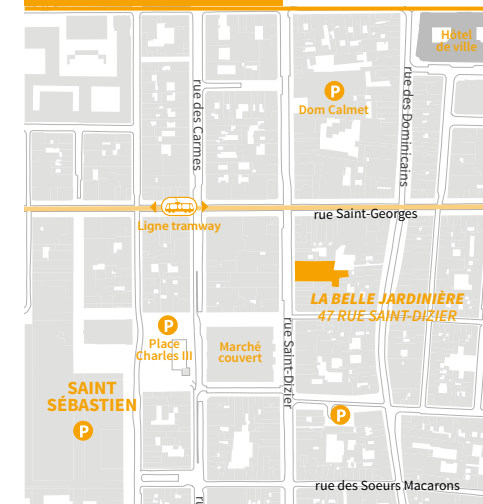 Hôtel
de ville
rue des Carmes
rue des Dominicains
P
Dom Calmet
rue Saint-Georges
Ligne tramway
LA BELLE JARDINIÈRE
47 RUE SAINT-DIZIER
P
Place
Charles III
Marché
couvert
rue Saint-Dizier
SAINT
SÉBASTIEN
P
P
rue des Soeurs Macarons